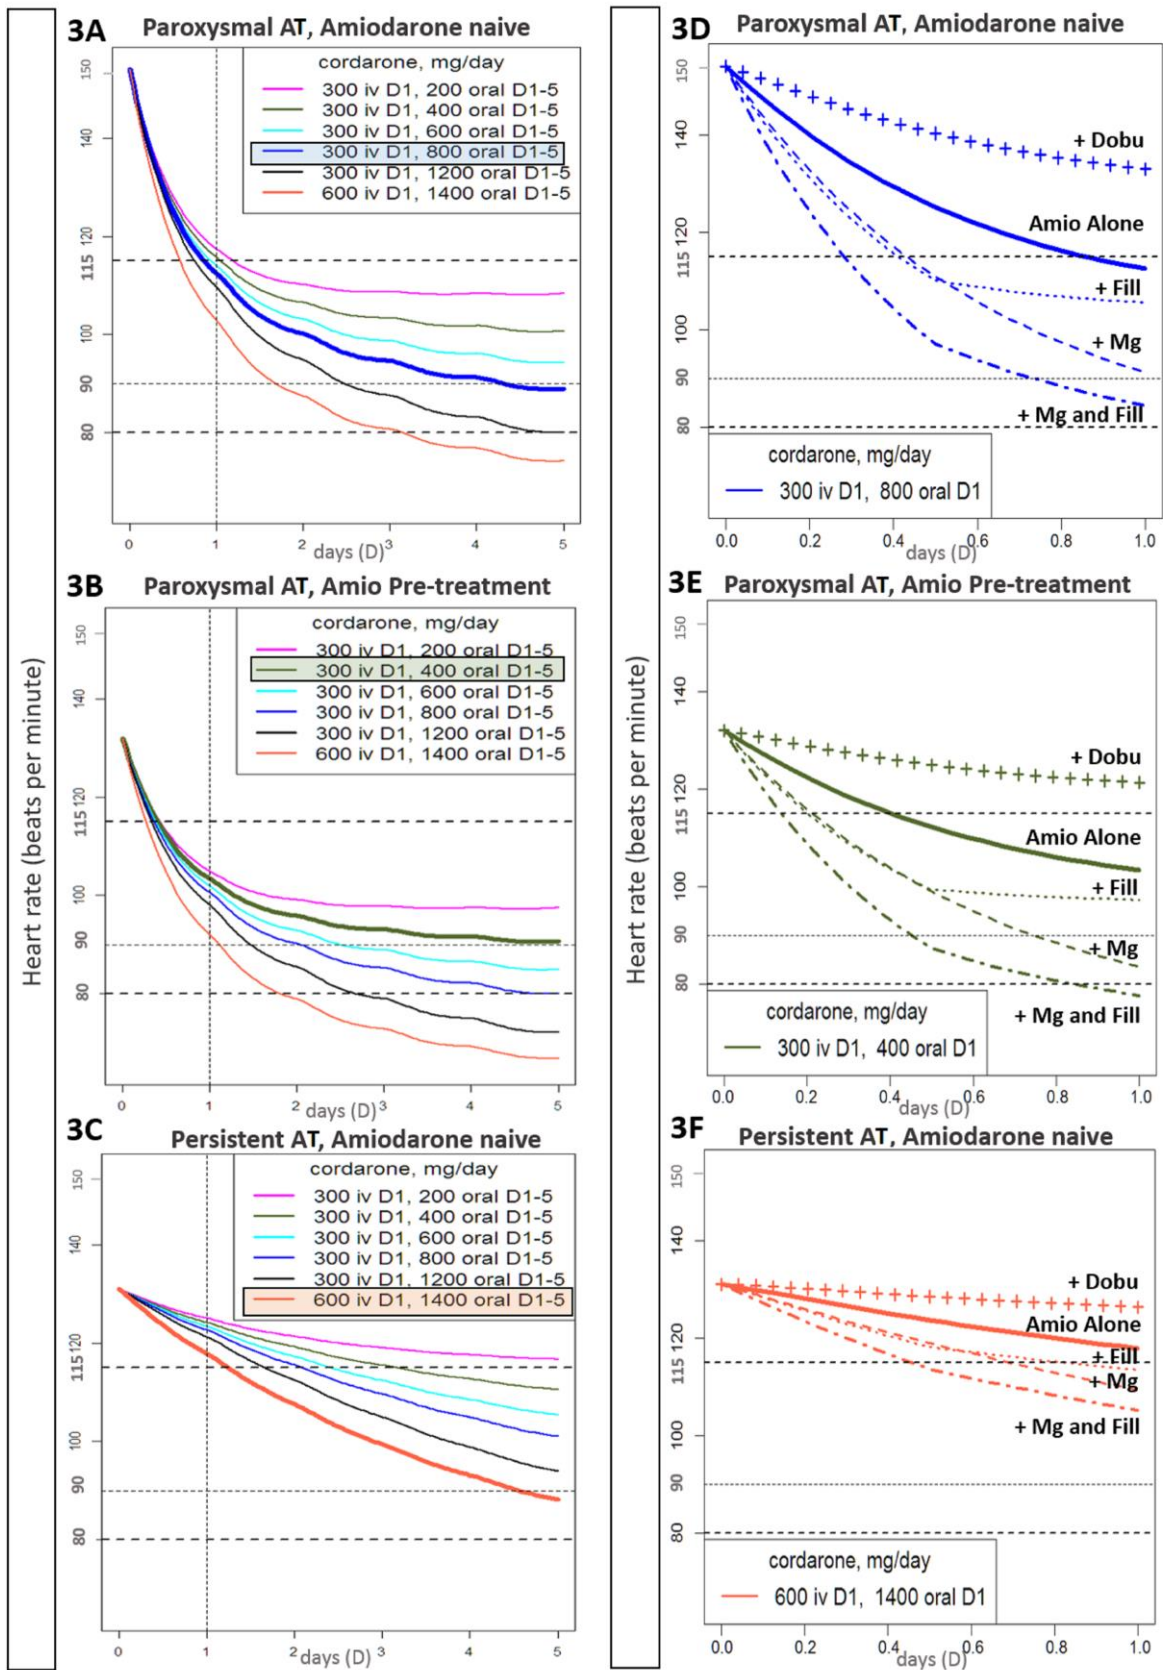 Heart rate (beats per minute)
3A
Paroxysmal AT, Amiodarone naive
cordarone, mg/day
300 iv D1, 200 oral D1-5
300 iv D1, 400 oral D1-5
300 iv D1, 600 oral D1-5
300 iv D1, 800 oral D1-5
300 iv D1, 1200 oral D1-5
600 iv D1, 1400 oral D1-5
150
140
120
115
100
90
80
0 1 2 3 4 5
days (D)
3B
Paroxysmal AT, Amio Pre-treatment
cordarone, mg/day
300 iv D1, 200 oral D1-5
300 iv D1, 400 oral D1-5
300 iv D1, 600 oral D1-5
300 iv D1, 800 oral D1-5
300 iv D1, 1200 oral D1-5
600 iv D1, 1400 oral D1-5
150
140
120
115
100
90
80
0 1 2 3 4 5
days (D)
3C
Persistent AT, Amiodarone naive
cordarone, mg/day
300 iv D1, 200 oral D1-5
300 iv D1, 400 oral D1-5
300 iv D1, 600 oral D1-5
300 iv D1, 800 oral D1-5
300 iv D1, 1200 oral D1-5
600 iv D1, 1400 oral D1-5
150
140
120
115
100
90
80
0 1 2 3 4 5
days (D)
Heart rate (beats per minute)
3D
Paroxysmal AT, Amiodarone naive
150
140
120
115
100
90
80
+ Dobu
Amio Alone
+ Fill
+ Mg
+ Mg and Fill
cordarone, mg/day
300 iv D1, 800 oral D1
0.0 0.2 0.4 0.6 0.8 1.0
days (D)
3E
Paroxysmal AT, Amio Pre-treatment
150
140
120
115
100
90
80
+ Dobu
Amio Alone
+ Fill
+ Mg
+ Mg and Fill
cordarone, mg/day
300 iv D1, 400 oral D1
0.0 0.2 0.4 0.6 0.8 1.0
days (D)
3F
Persistent AT, Amiodarone naive
150
140
120
115
100
90
80
+ Dobu
Amio Alone
+ Fill
+ Mg
+ Mg and Fill
cordarone, mg/day
600 iv D1, 1400 oral D1
0.0 0.2 0.4 0.6 0.8 1.0
days (D)